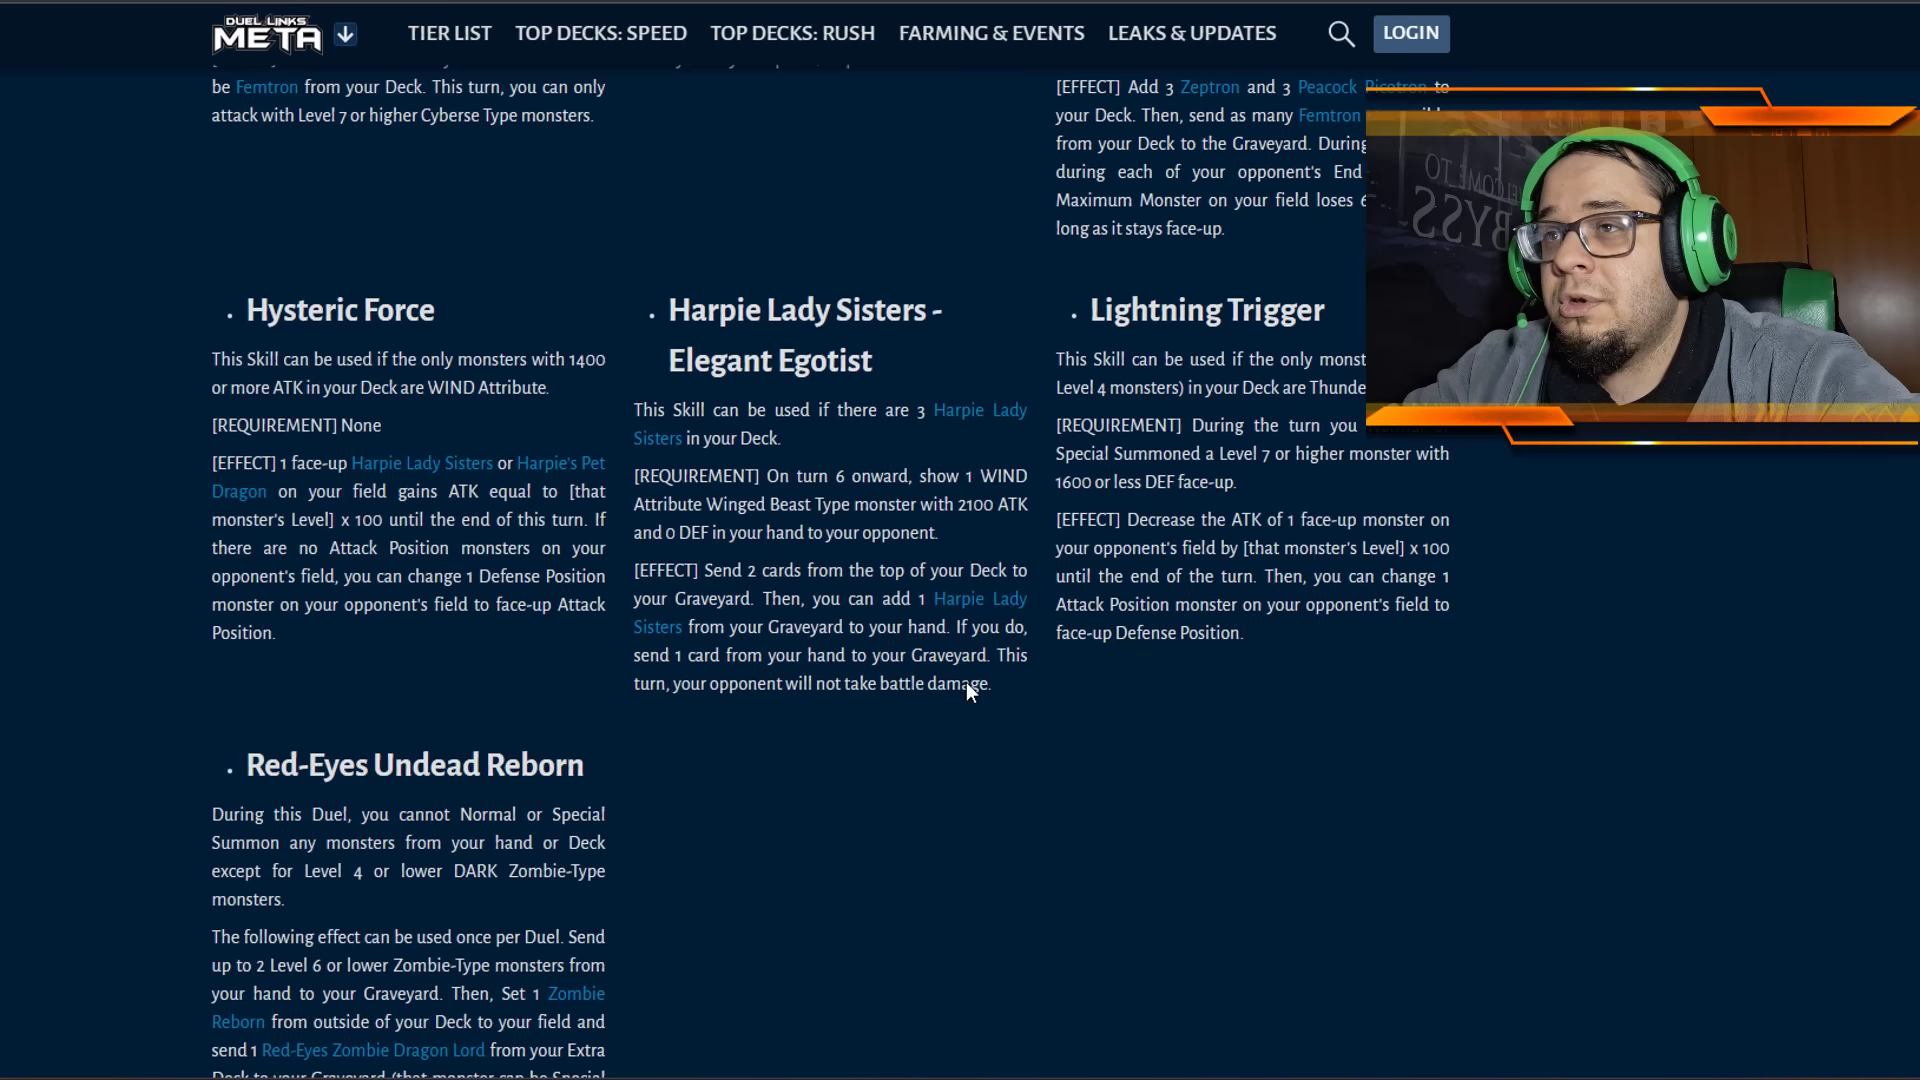 DUEL LINKS
META
TIER LIST
TOP DECKS: SPEED
TOP DECKS: RUSH
FARMING & EVENTS
LEAKS & UPDATES
LOGIN
be Femtron from your Deck. This turn, you can only
attack with Level 7 or higher Cyberse Type monsters.
[EFFECT] Add 3 Zeptron and 3 Peacock Picotron to
your Deck. Then, send as many Femtron
from your Deck to the Graveyard. During
during each of your opponent's End
Maximum Monster on your field loses
long as it stays face-up.
WELCOME TO
ABYSS
• Hysteric Force
This Skill can be used if the only monsters with 1400
or more ATK in your Deck are WIND Attribute.
[REQUIREMENT] None
[EFFECT] 1 face-up Harpie Lady Sisters or Harpie's Pet
Dragon on your field gains ATK equal to [that
monster's Level] x 100 until the end of this turn. If
there are no Attack Position monsters on your
opponent's field, you can change 1 Defense Position
monster on your opponent's field to face-up Attack
Position.
• Harpie Lady Sisters -
Elegant Egotist
This Skill can be used if there are 3 Harpie Lady
Sisters in your Deck.
[REQUIREMENT] On turn 6 onward, show 1 WIND
Attribute Winged Beast Type monster with 2100 ATK
and 0 DEF in your hand to your opponent.
[EFFECT] Send 2 cards from the top of your Deck to
your Graveyard. Then, you can add 1 Harpie Lady
Sisters from your Graveyard to your hand. If you do,
send 1 card from your hand to your Graveyard. This
turn, your opponent will not take battle damage.
• Lightning Trigger
This Skill can be used if the only
Level 4 monsters) in your Deck are
[REQUIREMENT] During the turn you
Special Summoned a Level 7 or higher monster with
1600 or less DEF face-up.
[EFFECT] Decrease the ATK of 1 face-up monster on
your opponent's field by [that monster's Level] x 100
until the end of the turn. Then, you can change 1
Attack Position monster on your opponent's field to
face-up Defense Position.
• Red-Eyes Undead Reborn
During this Duel, you cannot Normal or Special
Summon any monsters from your hand or Deck
except for Level 4 or lower DARK Zombie-Type
monsters.
The following effect can be used once per Duel. Send
up to 2 Level 6 or lower Zombie-Type monsters from
your hand to your Graveyard. Then, Set 1 Zombie
Reborn from outside of your Deck to your field and
send 1 Red-Eyes Zombie Dragon Lord from your Extra
Deck to your Graveyard (that monster can be Special